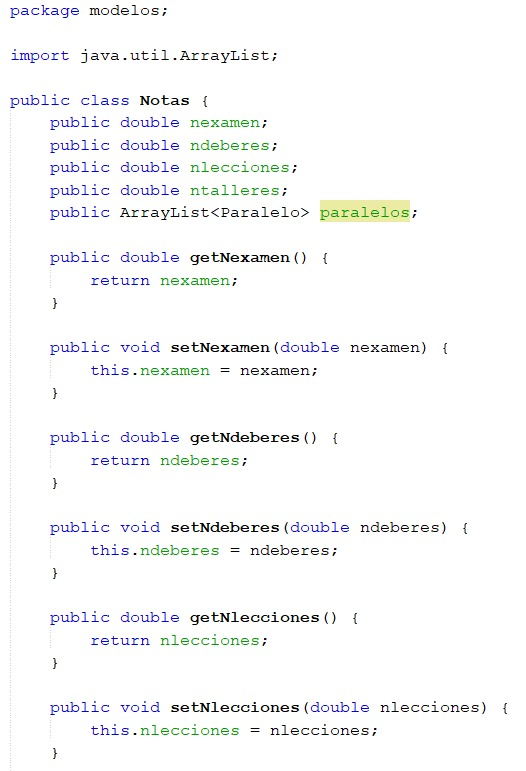 package modelos;
import java.util.ArrayList;
public class Notas {
    public double nexamen;
    public double ndeberes;
    public double nlecciones;
    public double ntalleres;
    public ArrayList<Paralelo> paralelos;
    public double getNexamen() {
        return nexamen;
    }
    public void setNexamen(double nexamen) {
        this.nexamen = nexamen;
    }
    public double getNdeberes() {
        return ndeberes;
    }
    public void setNdeberes(double ndeberes) {
        this.ndeberes = ndeberes;
    }
    public double getNlecciones() {
        return nlecciones;
    }
    public void setNlecciones(double nlecciones) {
        this.nlecciones = nlecciones;
    }